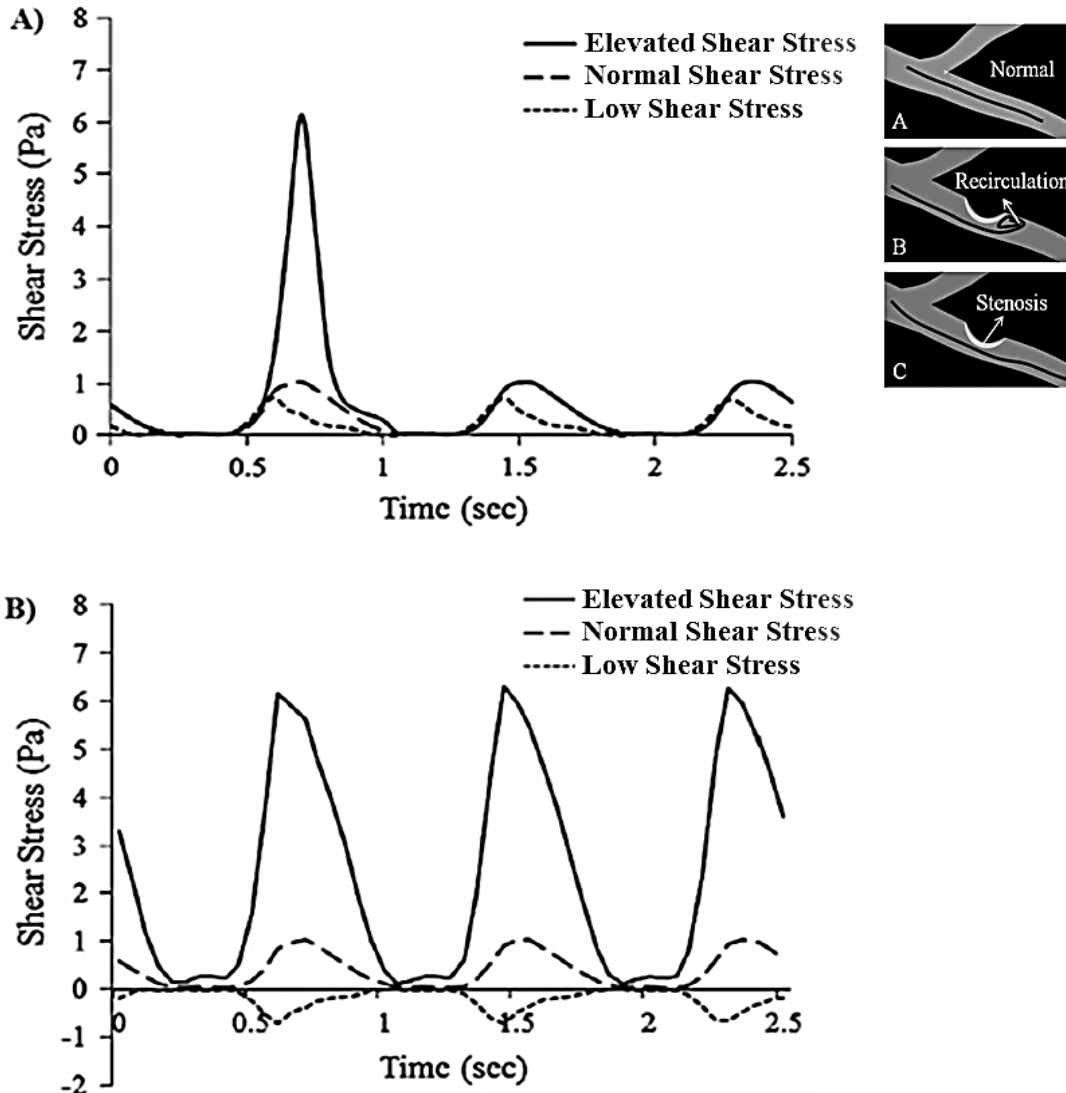 A)
8
7
6
5
4
3
2
1
0
Shear Stress (Pa)
Elevated Shear Stress
Normal Shear Stress
Low Shear Stress
0 0.5 1 1.5 2 2.5
Time (sec)
Normal
A
Recirculation
B
Stenosis
C
B)
8
7
6
5
4
3
2
1
0
-1
-2
Shear Stress (Pa)
Elevated Shear Stress
Normal Shear Stress
Low Shear Stress
0 0.5 1 1.5 2 2.5
Time (sec)